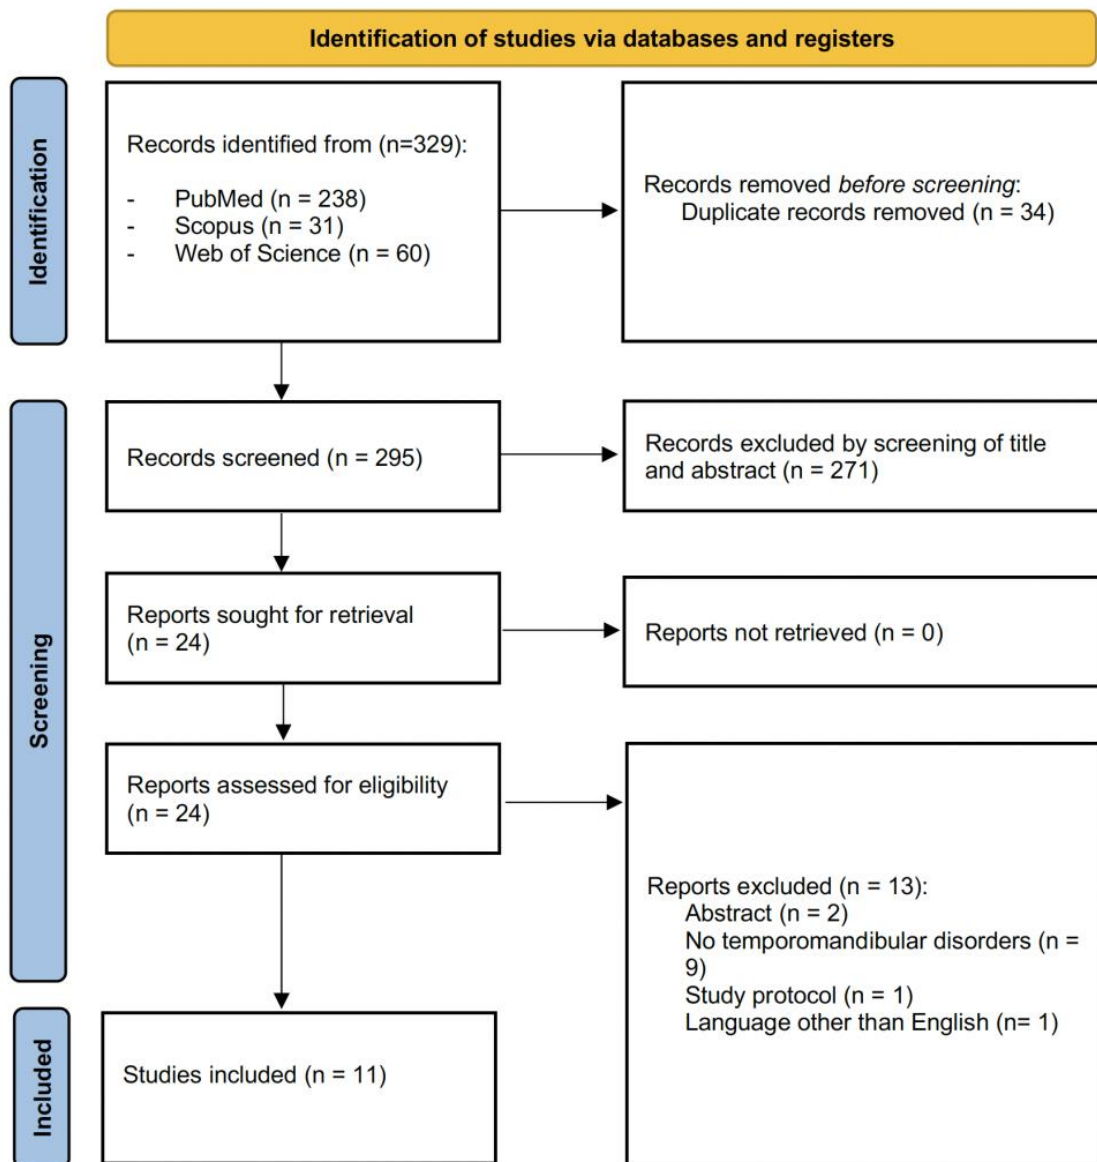 Identification of studies via databases and registers
Identification
Records identified from (n=329):
- PubMed (n = 238)
- Scopus (n = 31)
- Web of Science (n = 60)
Records removed before screening:
Duplicate records removed (n = 34)
Screening
Records screened (n = 295)
Records excluded by screening of title
and abstract (n = 271)
Reports sought for retrieval
(n = 24)
Reports not retrieved (n = 0)
Reports assessed for eligibility
(n = 24)
Reports excluded (n = 13):
Abstract (n = 2)
No temporomandibular disorders (n =
9)
Study protocol (n = 1)
Language other than English (n= 1)
Included
Studies included (n = 11)